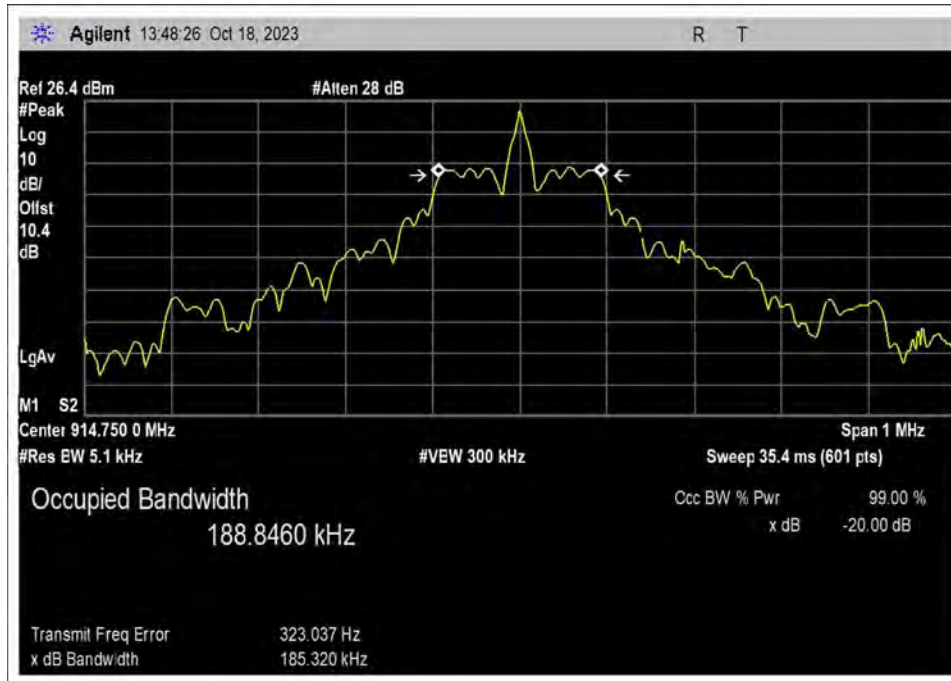 Agilent 13:48:26 Oct 18, 2023 R T
Ref 26.4 dBm #Atten 28 dB
#Peak
Log
10
dB/
Offst
10.4
dB
LgAv
M1 S2
Center 914.750 0 MHz Span 1 MHz
#Res BW 5.1 kHz #VBW 300 kHz Sweep 35.4 ms (601 pts)
Occupied Bandwidth Occ BW % Pwr 99.00 %
188.8460 kHz x dB -20.00 dB
Transmit Freq Error 323.037 Hz
x dB Bandwidth 185.320 kHz